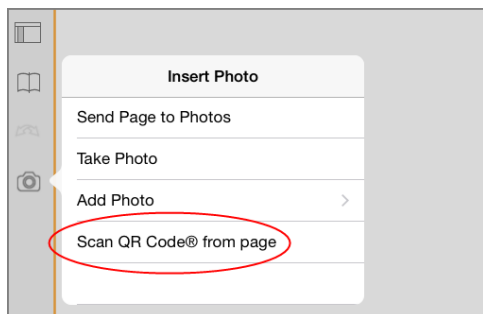 Insert Photo
Send Page to Photos
Take Photo
Add Photo
Scan QR Code® from page